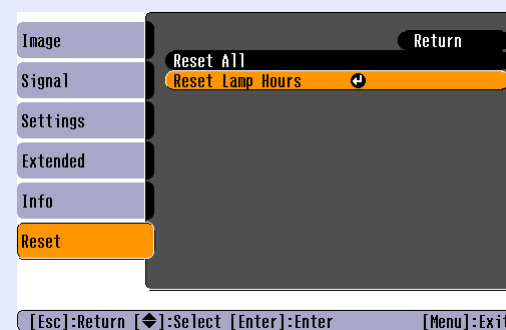 Image
Signal
Settings
Extended
Info
Reset
Return
Reset All
Reset Lamp Hours
[Esc]:Return [◆]:Select [Enter]:Enter [Menu]:Exit